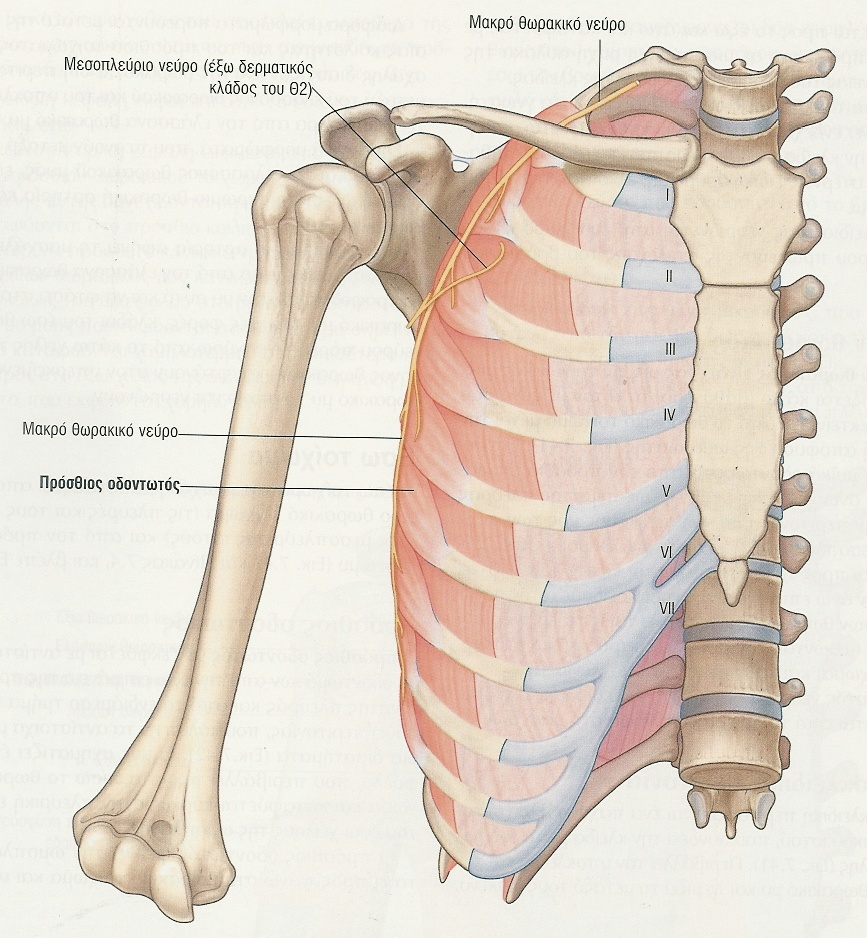 Μακρό θωρακικό νεύρο
Μεσοπλεύριο νεύρο (έξω δερματικός
κλάδος του Θ2)
I
II
III
IV
Μακρό θωρακικό νεύρο
Πρόσθιος οδοντωτός
V
VI
VII